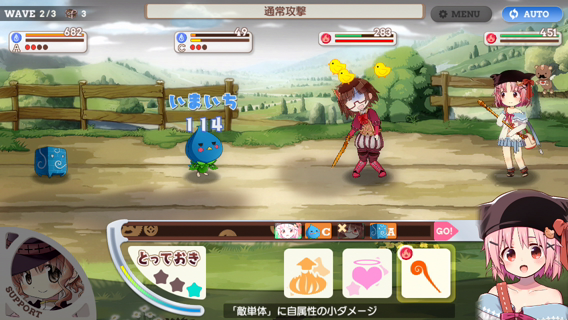 WAVE 2/3 3
通常攻撃
MENU
AUTO
682
A
49
C
283
451
いまいち
114
C
A
GO!
とっておき
SUPPORT
「敵単体」に自属性の小ダメージ